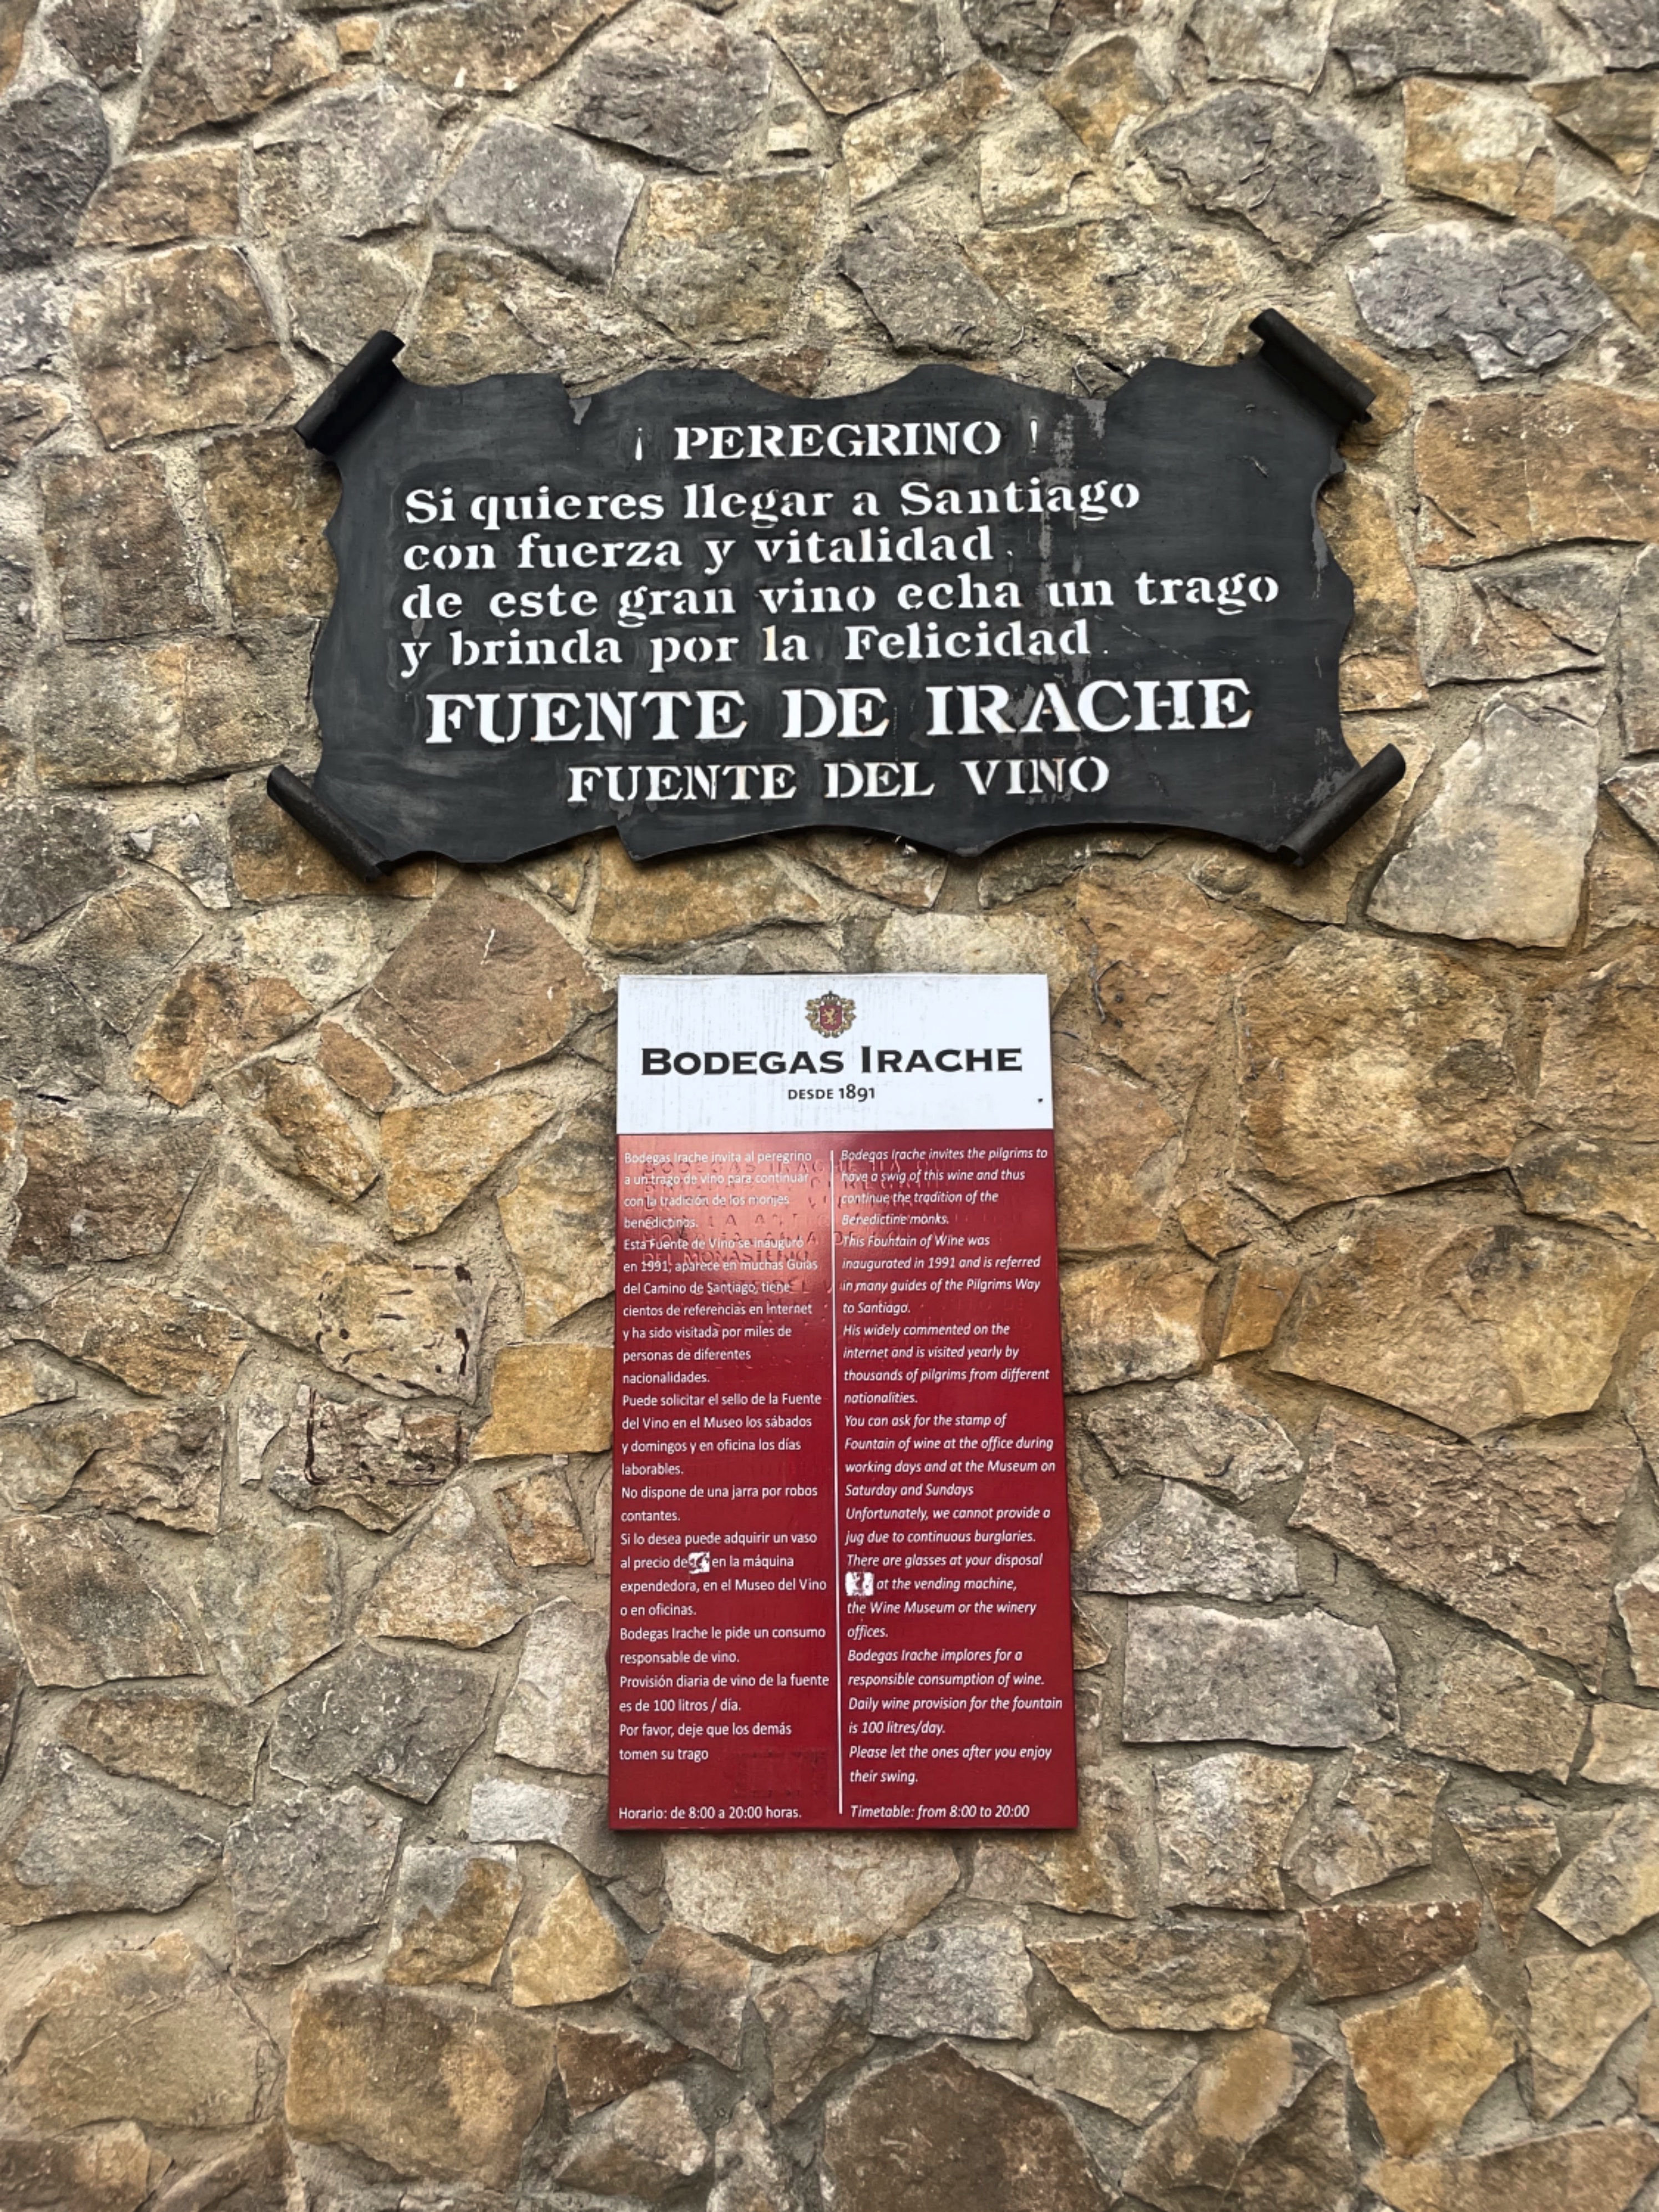 ¡ PEREGRINO !
Si quieres llegar a Santiago
con fuerza y vitalidad,
de este gran vino echa un trago
y brinda por la Felicidad.
FUENTE DE IRACHE
FUENTE DEL VINO
BODEGAS IRACHE
DESDE 1891
Bodegas Irache invita al peregrino
a un trago de vino para continuar
con la tradición de los monjes
benedictinos.
Esta Fuente de Vino se inauguró
en 1991, aparece en muchas Guías
del Camino de Santiago, tiene
cientos de referencias en Internet
y ha sido visitada por miles de
personas de diferentes
nacionalidades.
Puede solicitar el sello de la Fuente
del Vino en el Museo los sábados
y domingos y en oficina los días
laborables.
No dispone de una jarra por robos
contantes.
Si lo desea puede adquirir un vaso
al precio de en la máquina
expendedora, en el Museo del Vino
o en oficinas.
Bodegas Irache le pide un consumo
responsable de vino.
Provisión diaria de vino de la fuente
es de 100 litros / día.
Por favor, deje que los demás
tomen su trago
Horario: de 8:00 a 20:00 horas.
Bodegas Irache invites the pilgrims to
have a swig of this wine and thus
continue the tradition of the
Benedictine monks.
This Fountain of Wine was
inaugurated in 1991 and is referred
in many guides of the Pilgrims Way
to Santiago.
His widely commented on the
internet and is visited yearly by
thousands of pilgrims from different
nationalities.
You can ask for the stamp of
Fountain of wine at the office during
working days and at the Museum on
Saturday and Sundays
Unfortunately, we cannot provide a
jug due to continuous burglaries.
There are glasses at your disposal
at the vending machine,
the Wine Museum or the winery
offices.
Bodegas Irache implores for a
responsible consumption of wine.
Daily wine provision for the fountain
is 100 litres/day.
Please let the ones after you enjoy
their swing.
Timetable: from 8:00 to 20:00